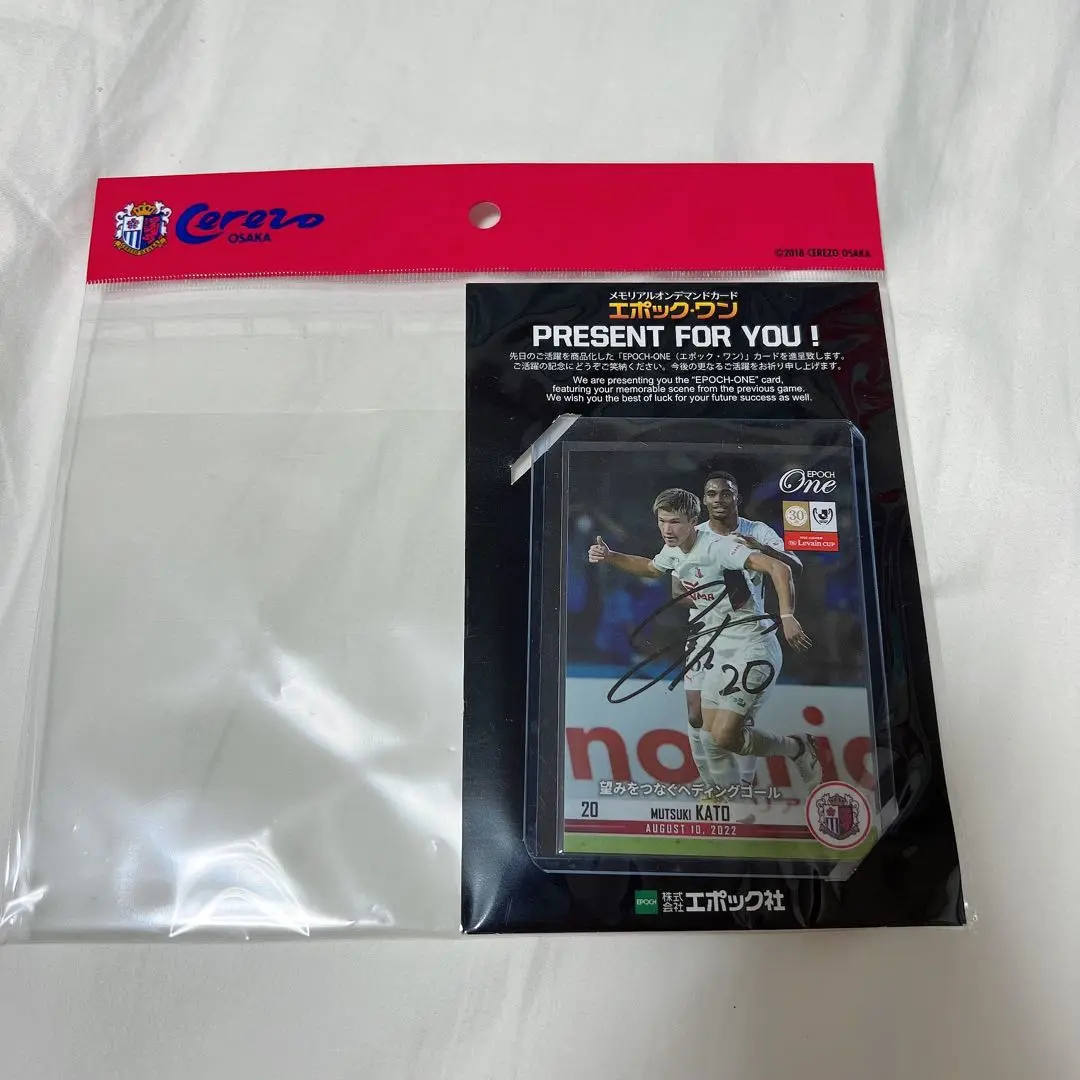 Cerezo
OSAKA
©2018 CEREZO OSAKA
メモリアルオンデマンドカード
エポック・ワン
PRESENT FOR YOU !
先日のご活躍を商品化した「EPOCH-ONE（エポック・ワン）」カードを進呈致します。
ご活躍の記念にどうぞご笑納ください。今後の更なるご活躍をお祈り申し上げます。
We are presenting you the "EPOCH-ONE" card,
featuring your memorable scene from the previous game.
We wish you the best of luck for your future success as well.
EPOCH
One
30
Levain CUP
20
望みをつなぐヘディングゴール
20
MUTSUKI KATO
AUGUST 10, 2022
EPOCH
株式会社エポック社